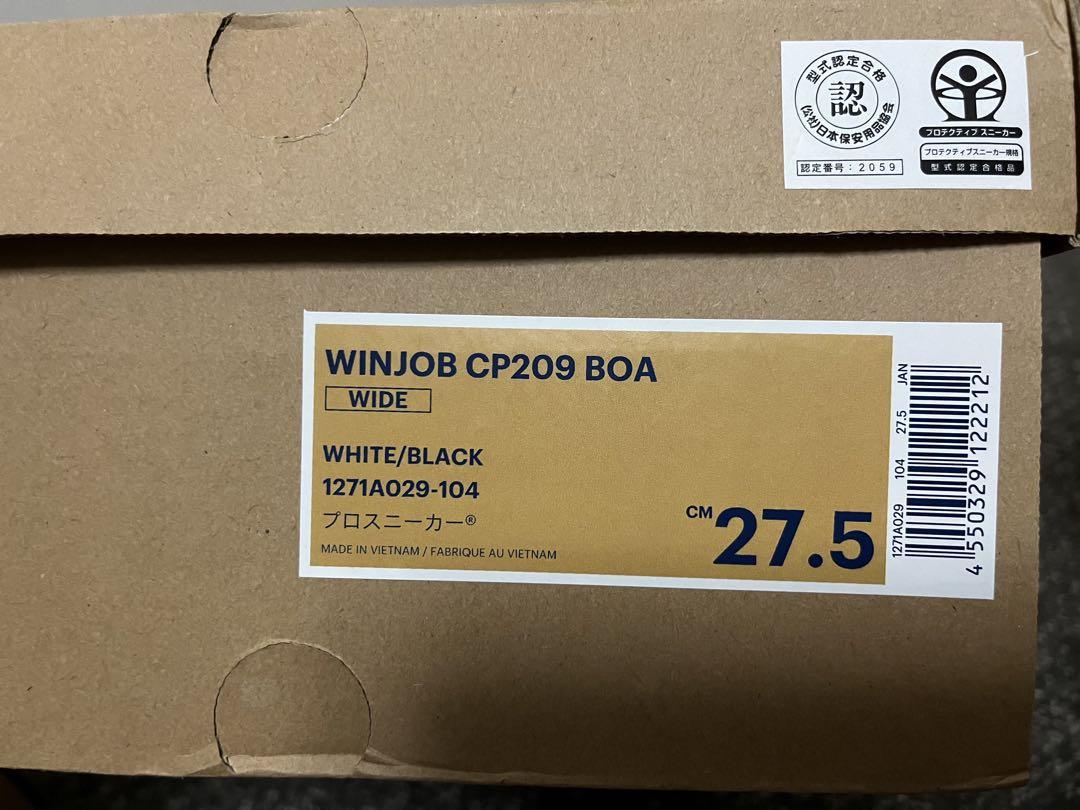 型式認定合格
認
(公社)日本保安用品協会
認定番号：2059
プロテクティブ スニーカー
プロテクティブスニーカー規格
型式認定合格品
WINJOB CP209 BOA
WIDE
WHITE/BLACK
1271A029-104
プロスニーカー®
MADE IN VIETNAM / FABRIQUE AU VIETNAM
CM 27.5
1271A029 104 27.5 JAN
4 550329 122212